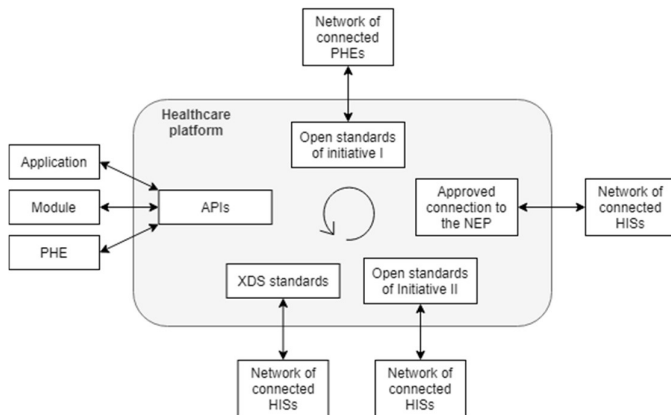 Network of
connected
PHEs
Healthcare
platform
Open standards
of initiative I
Application
Module
PHE
APIs
Approved
connection to
the NEP
Network of
connected
HISs
XDS standards
Open standards
of Initiative II
Network of
connected
HISs
Network of
connected
HISs